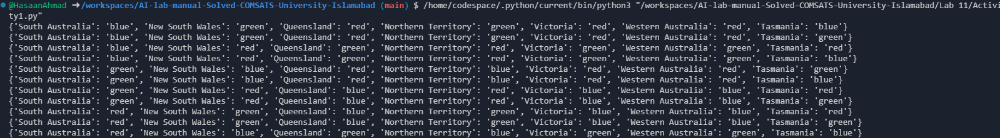 @HasaanAhmad ➜/workspaces/AI-lab-manual-Solved-COMSATS-University-Islamabad (main) $ /home/codespace/.python/current/bin/python3 "/workspaces/AI-lab-manual-Solved-COMSATS-University-Islamabad/Lab 11/Activi
ty1.py"
{'South Australia': 'blue', 'New South Wales': 'green', 'Queensland': 'red', 'Northern Territory': 'green', 'Victoria': 'red', 'Western Australia': 'red', 'Tasmania': 'blue'}
{'South Australia': 'blue', 'New South Wales': 'green', 'Queensland': 'red', 'Northern Territory': 'green', 'Victoria': 'red', 'Western Australia': 'red', 'Tasmania': 'green'}
{'South Australia': 'blue', 'New South Wales': 'red', 'Queensland': 'green', 'Northern Territory': 'red', 'Victoria': 'green', 'Western Australia': 'green', 'Tasmania': 'red'}
{'South Australia': 'blue', 'New South Wales': 'red', 'Queensland': 'green', 'Northern Territory': 'red', 'Victoria': 'green', 'Western Australia': 'green', 'Tasmania': 'blue'}
{'South Australia': 'green', 'New South Wales': 'blue', 'Queensland': 'red', 'Northern Territory': 'blue', 'Victoria': 'red', 'Western Australia': 'red', 'Tasmania': 'green'}
{'South Australia': 'green', 'New South Wales': 'blue', 'Queensland': 'red', 'Northern Territory': 'blue', 'Victoria': 'red', 'Western Australia': 'red', 'Tasmania': 'blue'}
{'South Australia': 'green', 'New South Wales': 'red', 'Queensland': 'blue', 'Northern Territory': 'red', 'Victoria': 'blue', 'Western Australia': 'blue', 'Tasmania': 'red'}
{'South Australia': 'green', 'New South Wales': 'red', 'Queensland': 'blue', 'Northern Territory': 'red', 'Victoria': 'blue', 'Western Australia': 'blue', 'Tasmania': 'green'}
{'South Australia': 'red', 'New South Wales': 'green', 'Queensland': 'blue', 'Northern Territory': 'green', 'Victoria': 'blue', 'Western Australia': 'blue', 'Tasmania': 'red'}
{'South Australia': 'red', 'New South Wales': 'green', 'Queensland': 'blue', 'Northern Territory': 'green', 'Victoria': 'blue', 'Western Australia': 'blue', 'Tasmania': 'green'}
{'South Australia': 'red', 'New South Wales': 'blue', 'Queensland': 'green', 'Northern Territory': 'blue', 'Victoria': 'green', 'Western Australia': 'green', 'Tasmania': 'blue'}